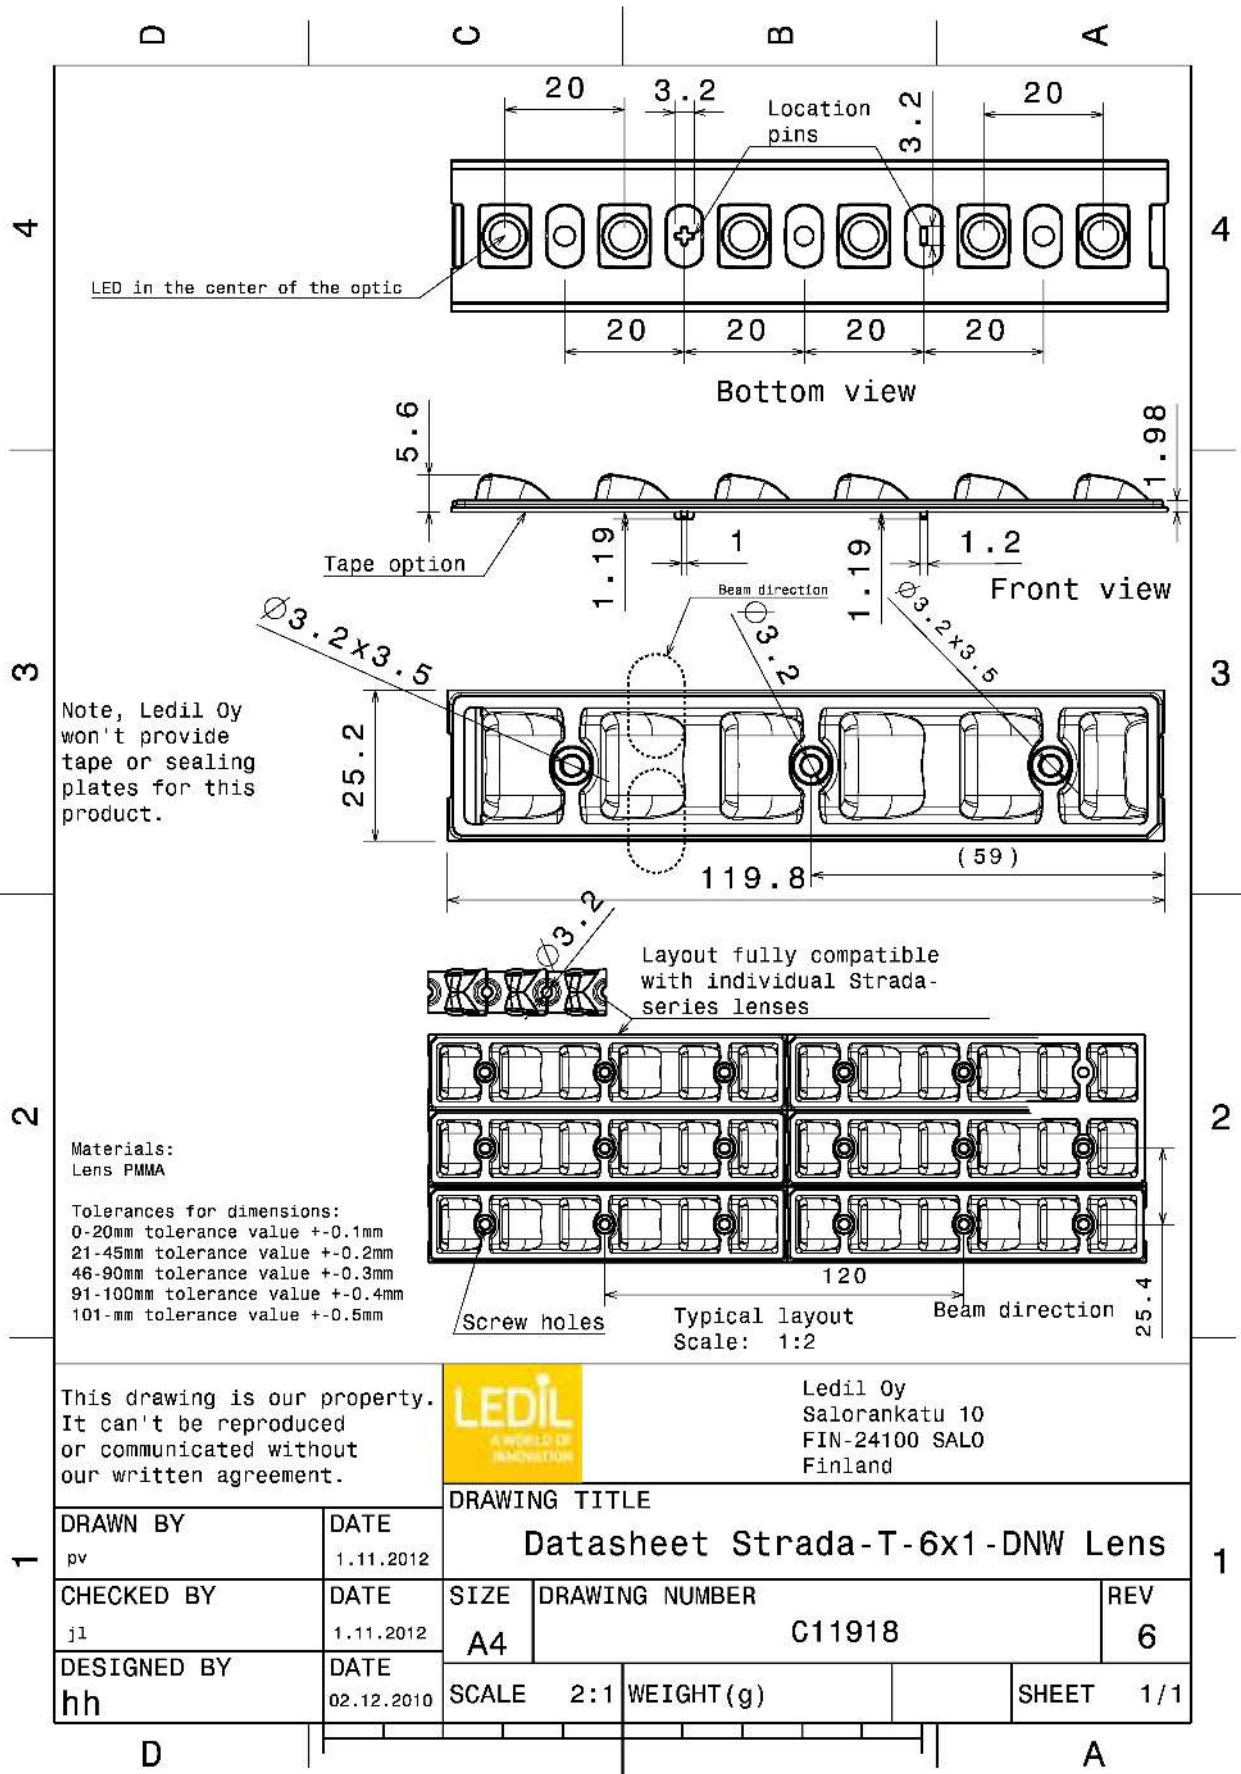 D C B A
20 3.2 20
Location
pins
3.2
4 4
LED in the center of the optic
20 20 20 20
Bottom view
5.6
1.98
1.19 1 1.19 1.2
Tape option
Front view
Beam direction
Ø3.2x3.5
Ø3.2
Ø3.2x3.5
3 3
Note, Ledil Oy
won't provide
tape or sealing
plates for this
product.
25.2
(59)
119.8
Ø3.2
Layout fully compatible
with individual Strada-
series lenses
2 2
Materials:
Lens PMMA
Tolerances for dimensions:
0-20mm tolerance value +-0.1mm
21-45mm tolerance value +-0.2mm
46-90mm tolerance value +-0.3mm
91-100mm tolerance value +-0.4mm
101-mm tolerance value +-0.5mm
120
25.4
Screw holes
Typical layout
Scale: 1:2
Beam direction
This drawing is our property.
It can't be reproduced
or communicated without
our written agreement.
LEDiL
A WORLD OF
INNOVATION
Ledil Oy
Salorankatu 10
FIN-24100 SALO
Finland
DRAWING TITLE
Datasheet Strada-T-6x1-DNW Lens
DRAWN BY DATE
pv 1.11.2012
1 1
CHECKED BY DATE
jl 1.11.2012
SIZE DRAWING NUMBER REV
A4 C11918 6
DESIGNED BY DATE
hh 02.12.2010
SCALE 2:1 WEIGHT(g) SHEET 1/1
D A